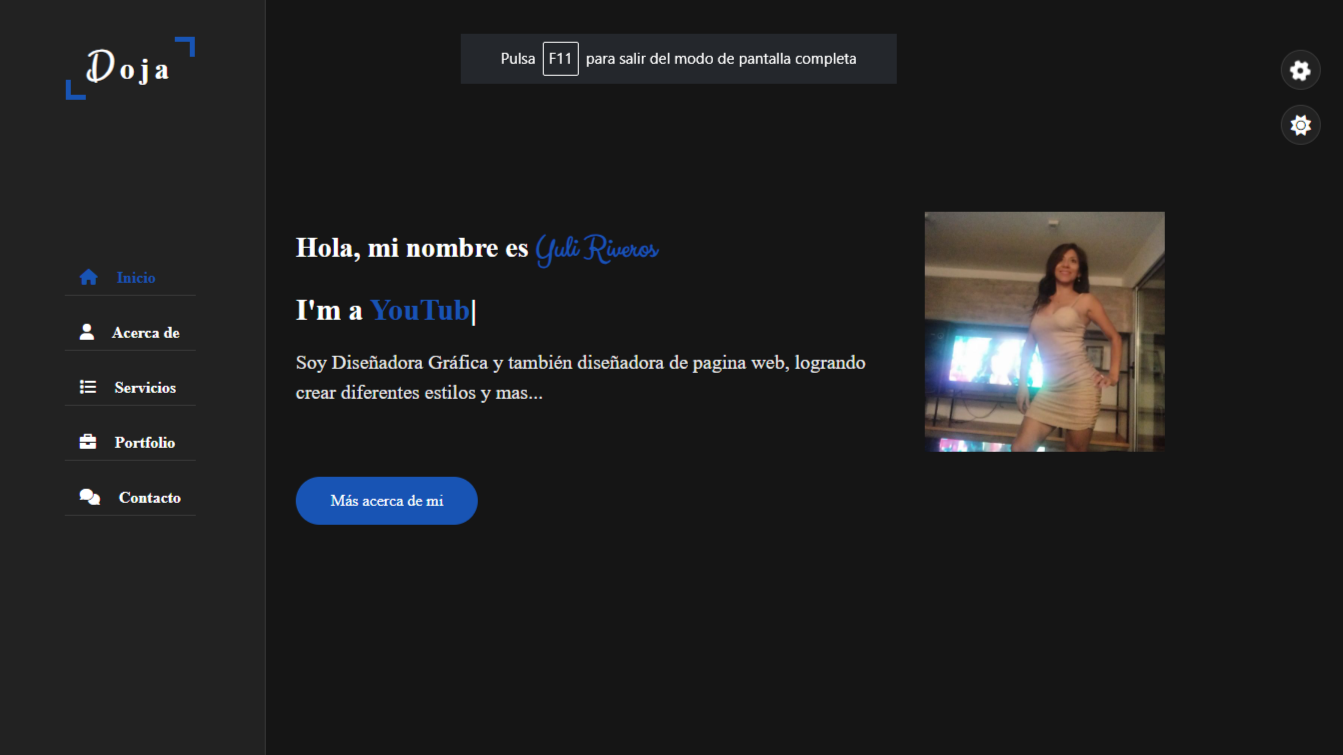 Doja
Pulsa F11 para salir del modo de pantalla completa
Inicio
Acerca de
Servicios
Portfolio
Contacto
Hola, mi nombre es Yuli Riveros
I'm a YouTub|
Soy Diseñadora Gráfica y también diseñadora de pagina web, logrando
crear diferentes estilos y mas...
Más acerca de mi